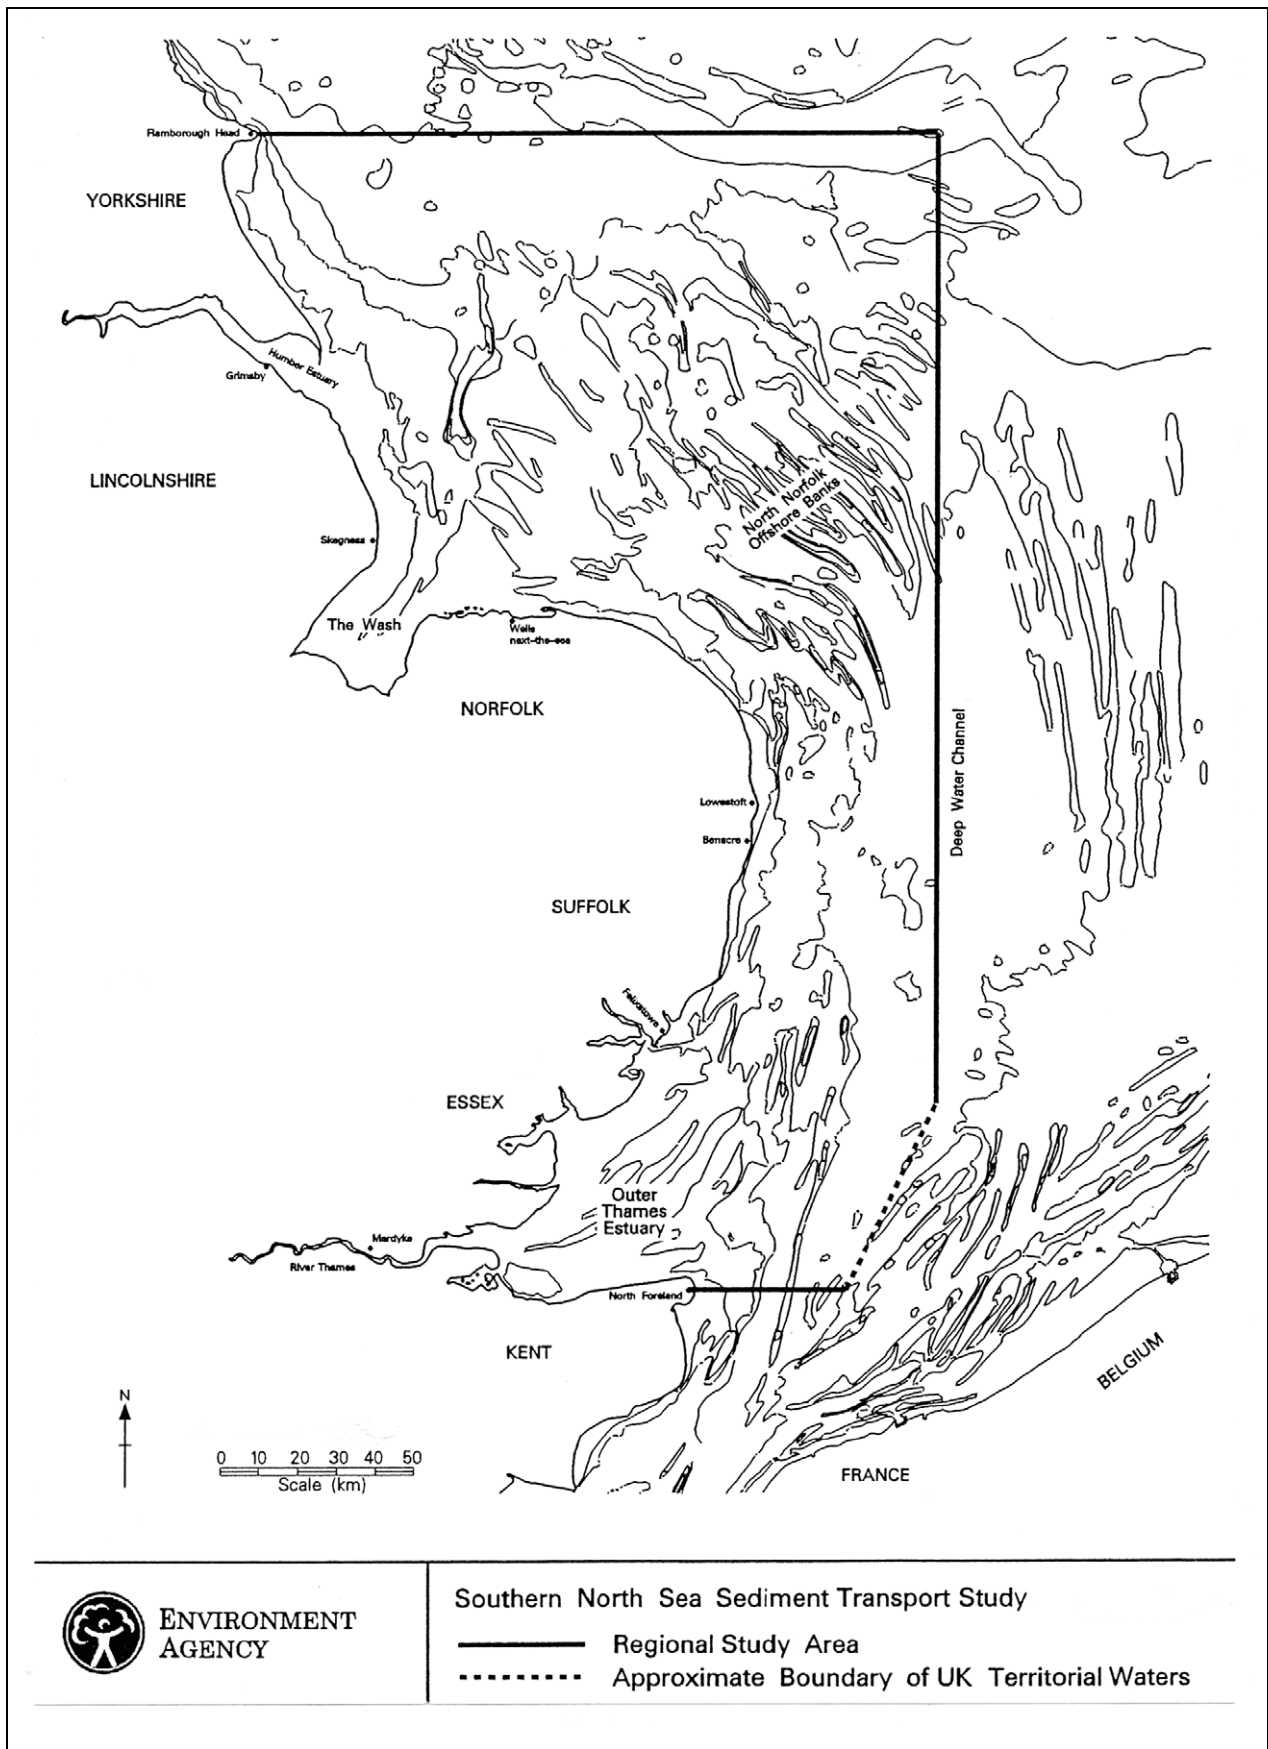 Flamborough Head
YORKSHIRE
Humber Estuary
Grimsby
LINCOLNSHIRE
North Norfolk
Offshore Banks
Skegness
The Wash
Wells
next-the-sea
NORFOLK
Deep Water Channel
Lowestoft
Benacre
SUFFOLK
Felixstowe
ESSEX
Outer
Thames
Estuary
Mardyke
River Thames
North Foreland
KENT
BELGIUM
N
0 10 20 30 40 50
Scale (km)
FRANCE
ENVIRONMENT
AGENCY
Southern North Sea Sediment Transport Study
Regional Study Area
Approximate Boundary of UK Territorial Waters